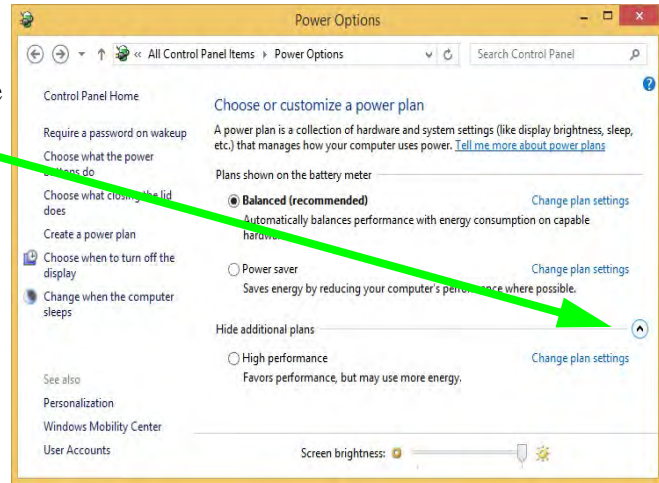 Power Options
« All Control Panel Items ▸ Power Options
Search Control Panel
Control Panel Home
Require a password on wakeup
Choose what the power
does
Choose what closing the lid
does
Create a power plan
Choose when to turn off the
display
Change when the computer
sleeps
See also
Personalization
Windows Mobility Center
User Accounts
Choose or customize a power plan
A power plan is a collection of hardware and system settings (like display brightness, sleep,
etc.) that manages how your computer uses power. Tell me more about power plans
Plans shown on the battery meter
Balanced (recommended) Change plan settings
Automatically balances performance with energy consumption on capable
Power saver Change plan settings
Saves energy by reducing your computer's performance where possible.
Hide additional plans
High performance Change plan settings
Favors performance, but may use more energy.
Screen brightness: